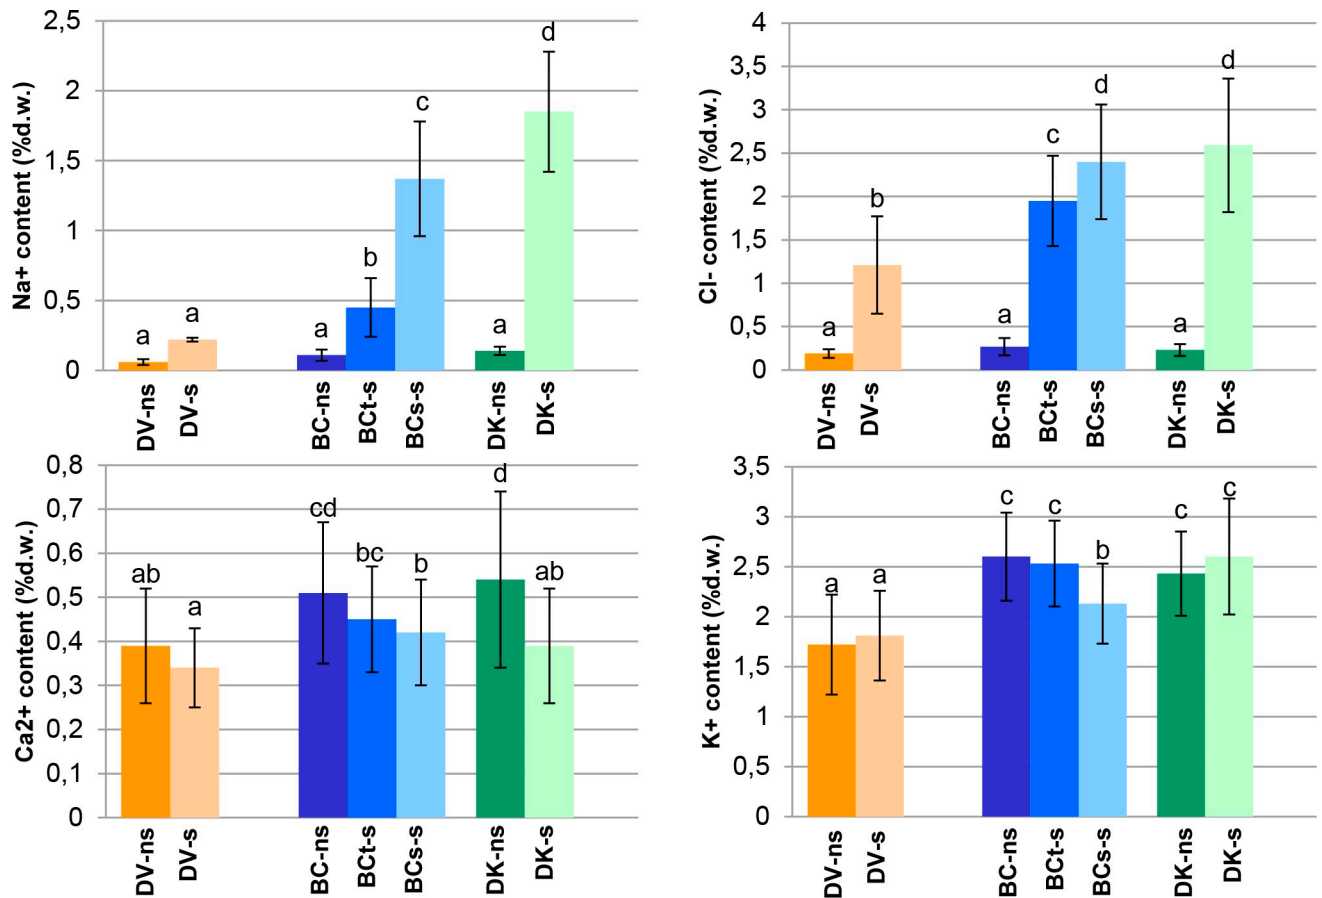 Na+ content (%d.w.)
2,5
2
1,5
1
0,5
0
a
a
a
b
c
a
d
DV-ns
DV-s
BC-ns
BCt-s
BCs-s
DK-ns
DK-s
Cl- content (%d.w.)
4
3,5
3
2,5
2
1,5
1
0,5
0
a
b
a
c
d
a
d
DV-ns
DV-s
BC-ns
BCt-s
BCs-s
DK-ns
DK-s
Ca2+ content (%d.w.)
0,8
0,7
0,6
0,5
0,4
0,3
0,2
0,1
0
ab
a
cd
bc
b
d
ab
DV-ns
DV-s
BC-ns
BCt-s
BCs-s
DK-ns
DK-s
K+ content (%d.w.)
3,5
3
2,5
2
1,5
1
0,5
0
a
a
c
c
b
c
c
DV-ns
DV-s
BC-ns
BCt-s
BCs-s
DK-ns
DK-s